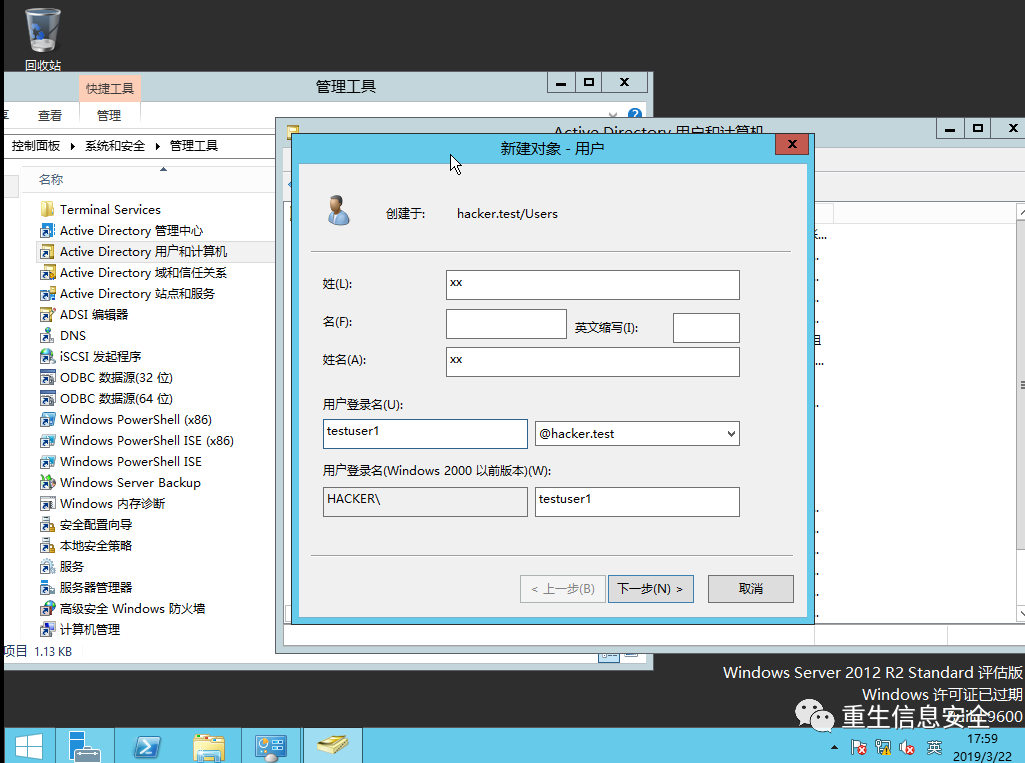 回收站
快捷工具
管理工具
查看
管理
控制面板 系统和安全 管理工具
Active Directory 用户和计算机
新建对象 - 用户
名称
Terminal Services
Active Directory 管理中心
Active Directory 用户和计算机
Active Directory 域和信任关系
Active Directory 站点和服务
ADSI 编辑器
DNS
iSCSI 发起程序
ODBC 数据源(32 位)
ODBC 数据源(64 位)
Windows PowerShell (x86)
Windows PowerShell ISE (x86)
Windows PowerShell ISE
Windows Server Backup
Windows 内存诊断
安全配置向导
本地安全策略
服务
服务器管理器
高级安全 Windows 防火墙
计算机管理
项目 1.13 KB
创建于: hacker.test/Users
姓(L): xx
名(F): 英文缩写(I):
姓名(A): xx
用户登录名(U):
testuser1 @hacker.test
用户登录名(Windows 2000 以前版本)(W):
HACKER\ testuser1
< 上一步(B) 下一步(N) > 取消
组
Windows Server 2012 R2 Standard 评估版
Windows 许可证已过期
重生信息安全
9600
英
17:59
2019/3/22